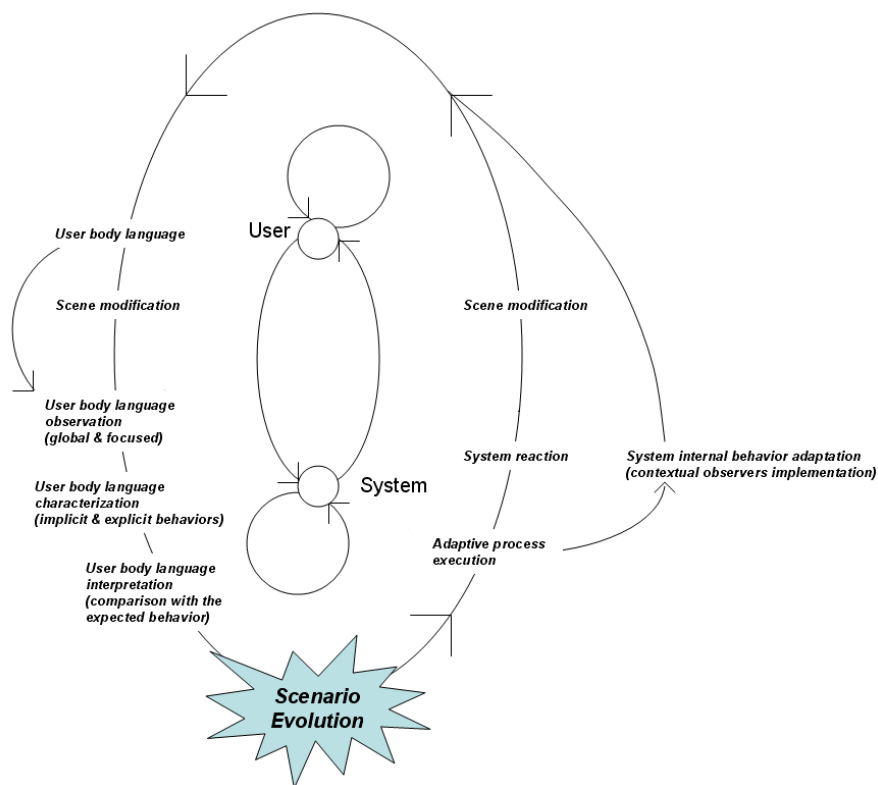 User
User body language
Scene modification
Scene modification
User body language
observation
(global & focused)
System reaction
System internal behavior adaptation
(contextual observers implementation)
System
User body language
characterization
(implicit & explicit behaviors)
Adaptive process
execution
User body language
interpretation
(comparison with the
expected behavior)
Scenario
Evolution